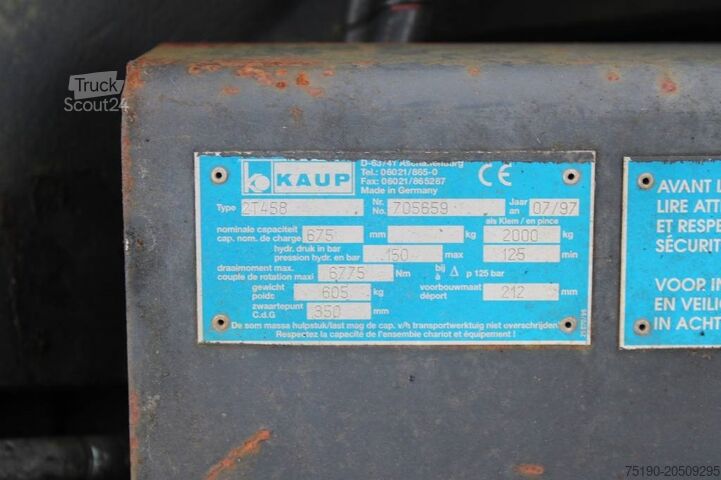 Truck
Scout24
D-63741 Aschaffenburg
Tel.: 06021/865-0
Fax: 06021/865287
Made in Germany
KAUP
CE
Type 2T458 Nr. No. 705659 Jaar an 07/97
als Klem / en pince
nominale capaciteit
cap. nom. de charge 675 mm kg 2000 kg
hydr. druk in bar
pression hydr. en bar 150 max 125 min
draaimoment max.
couple de rotation maxi 6775 Nm bij à Δ p 125 bar
gewicht
poids 605 kg voorbouwmaat déport 212 mm
zwaartepunt
C.d.G 350 mm
De som massa hulpstuk/last mag de cap. v/h transportwerktuig niet overschrijden!
Respectez la capacité de l'ensemble chariot et équipement !
AVANT L
LIRE ATT
ET RESPE
SÉCURIT
VOOR IN
EN VEILIG
IN ACHT
75190-20509295